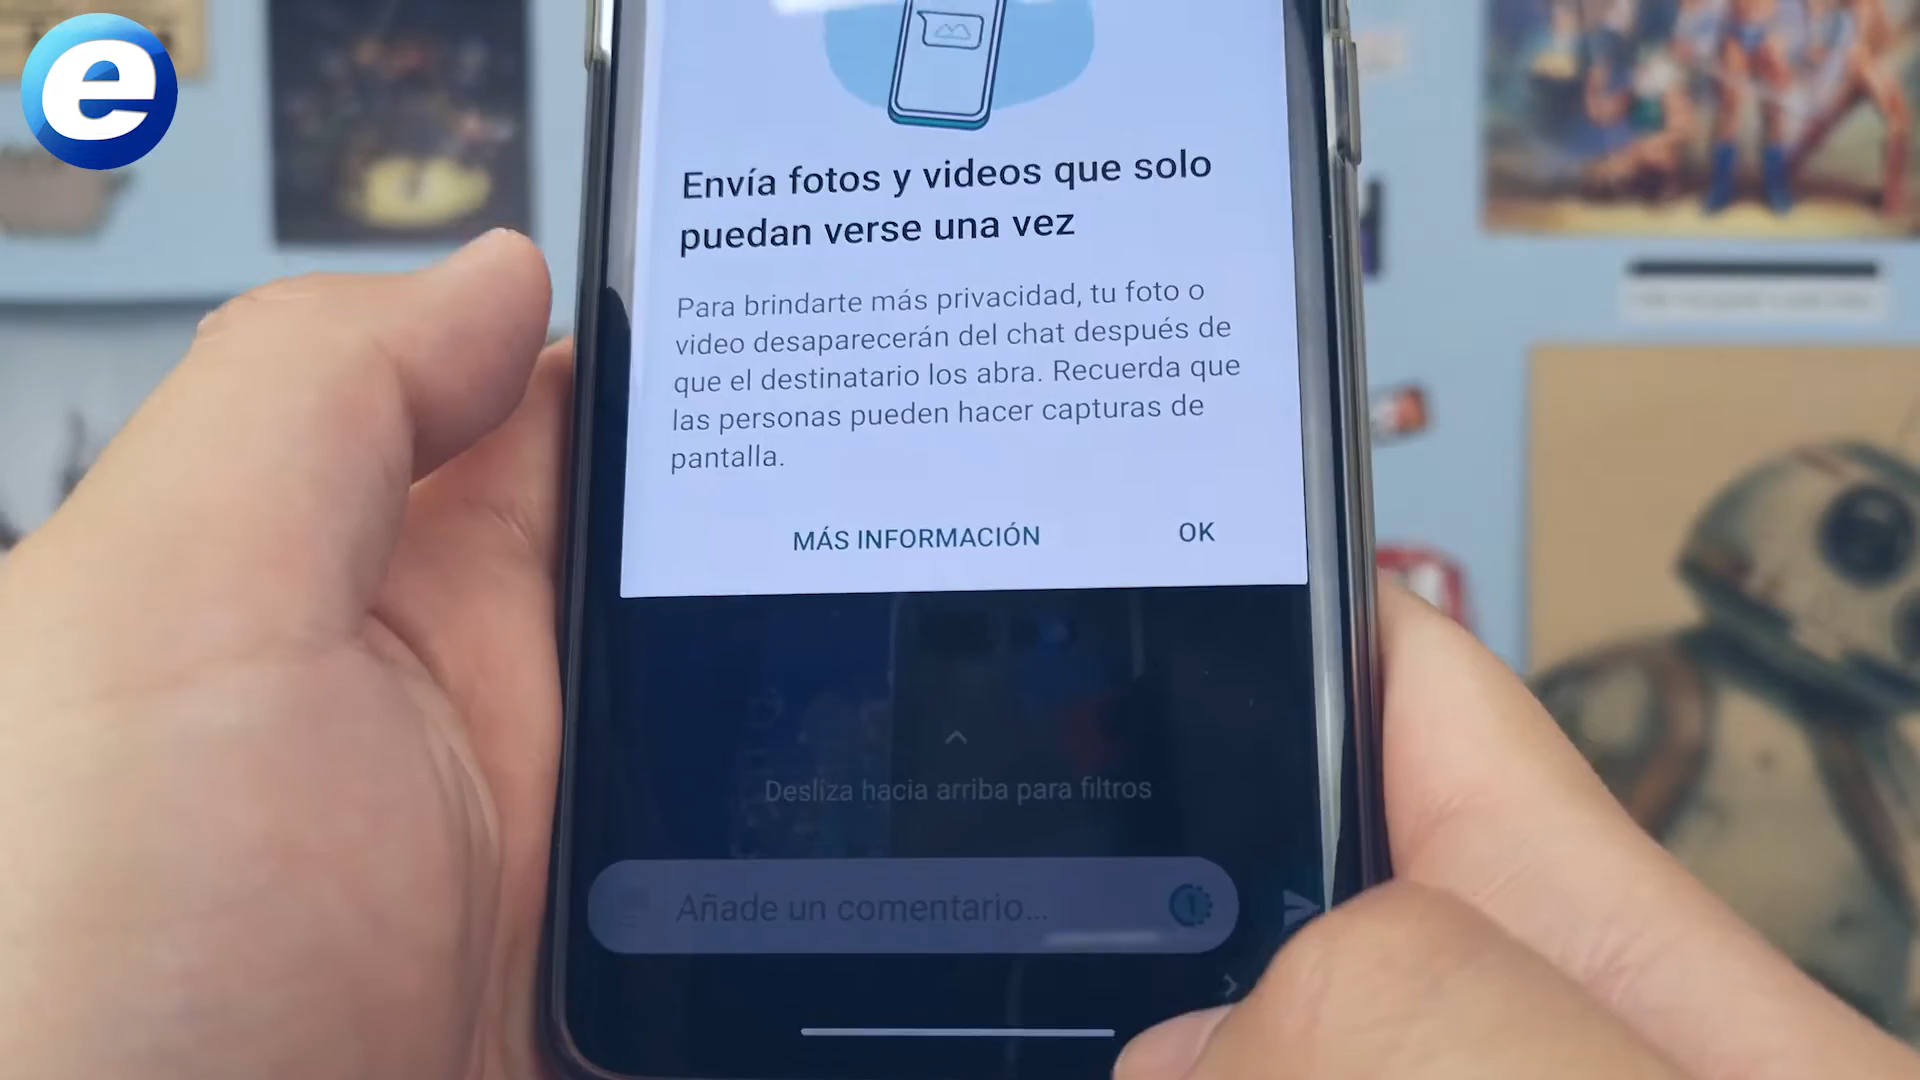 e
Envía fotos y videos que solo
puedan verse una vez
Para brindarte más privacidad, tu foto o
video desaparecerán del chat después de
que el destinatario los abra. Recuerda que
las personas pueden hacer capturas de
pantalla.
MÁS INFORMACIÓN OK
Desliza hacia arriba para filtros
Añade un comentario... 1